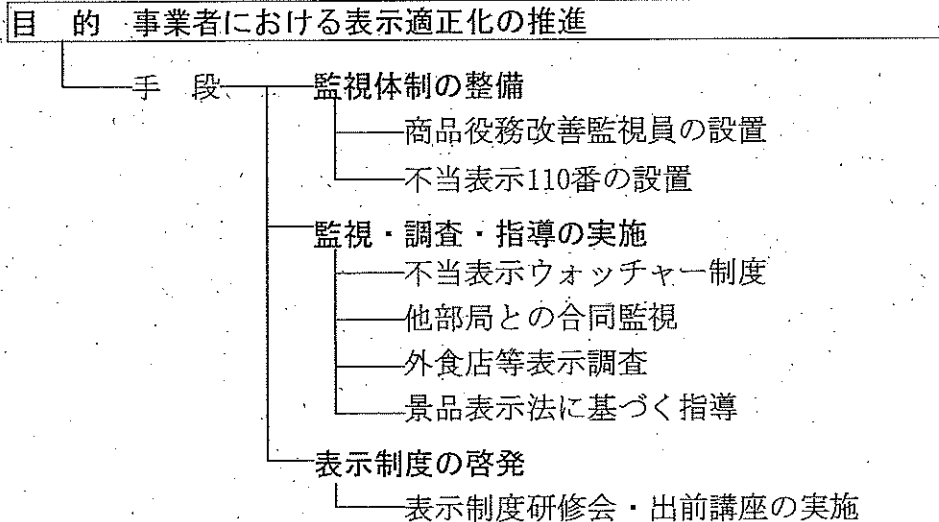 目　的　事業者における表示適正化の推進
手　段　監視体制の整備
商品役務改善監視員の設置
不当表示110番の設置
監視・調査・指導の実施
不当表示ウォッチャー制度
他部局との合同監視
外食店等表示調査
景品表示法に基づく指導
表示制度の啓発
表示制度研修会・出前講座の実施